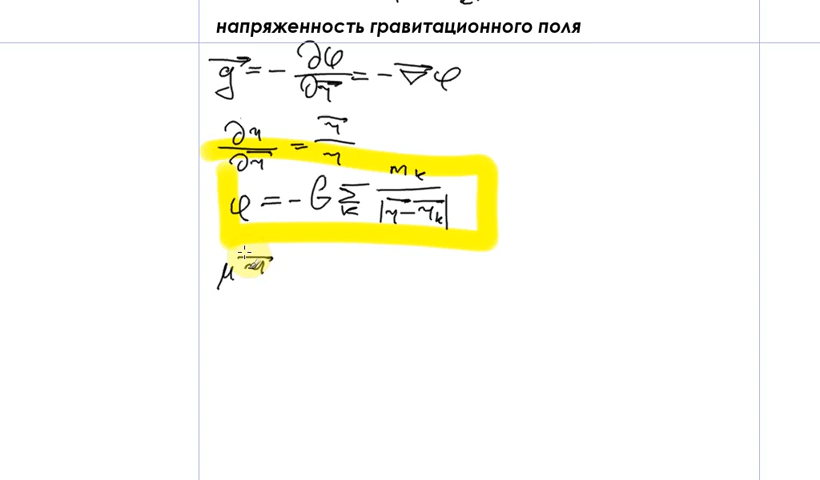 напряженность гравитационного поля
g⃗ = − ∂φ/∂r⃗ = − ∇⃗ φ
∂r/∂r⃗ = r⃗/r
φ = − G Σ_k m_k/|r⃗ − r⃗_k|
μ